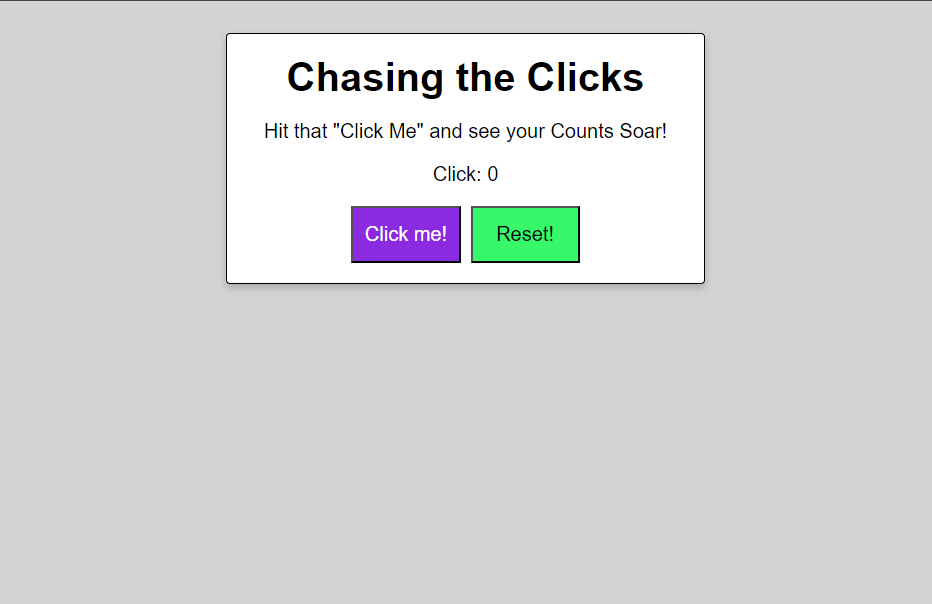 Chasing the Clicks
Hit that "Click Me" and see your Counts Soar!
Click: 0
Click me! Reset!